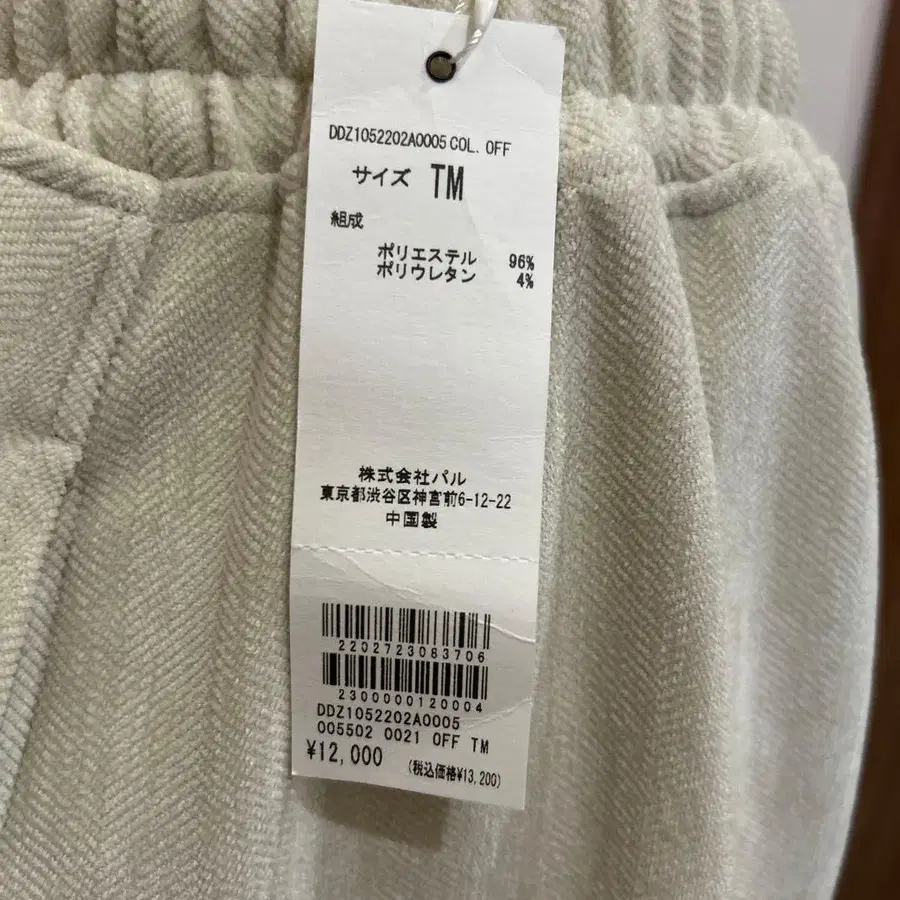 DDZ1052202A0005 COL. OFF
サイズ TM
組成
ポリエステル 96%
ポリウレタン 4%
株式会社パル
東京都渋谷区神宮前6-12-22
中国製
2202723083706
2300000120004
DDZ1052202A0005
005502 0021 OFF TM
¥12,000 (税込価格¥13,200)